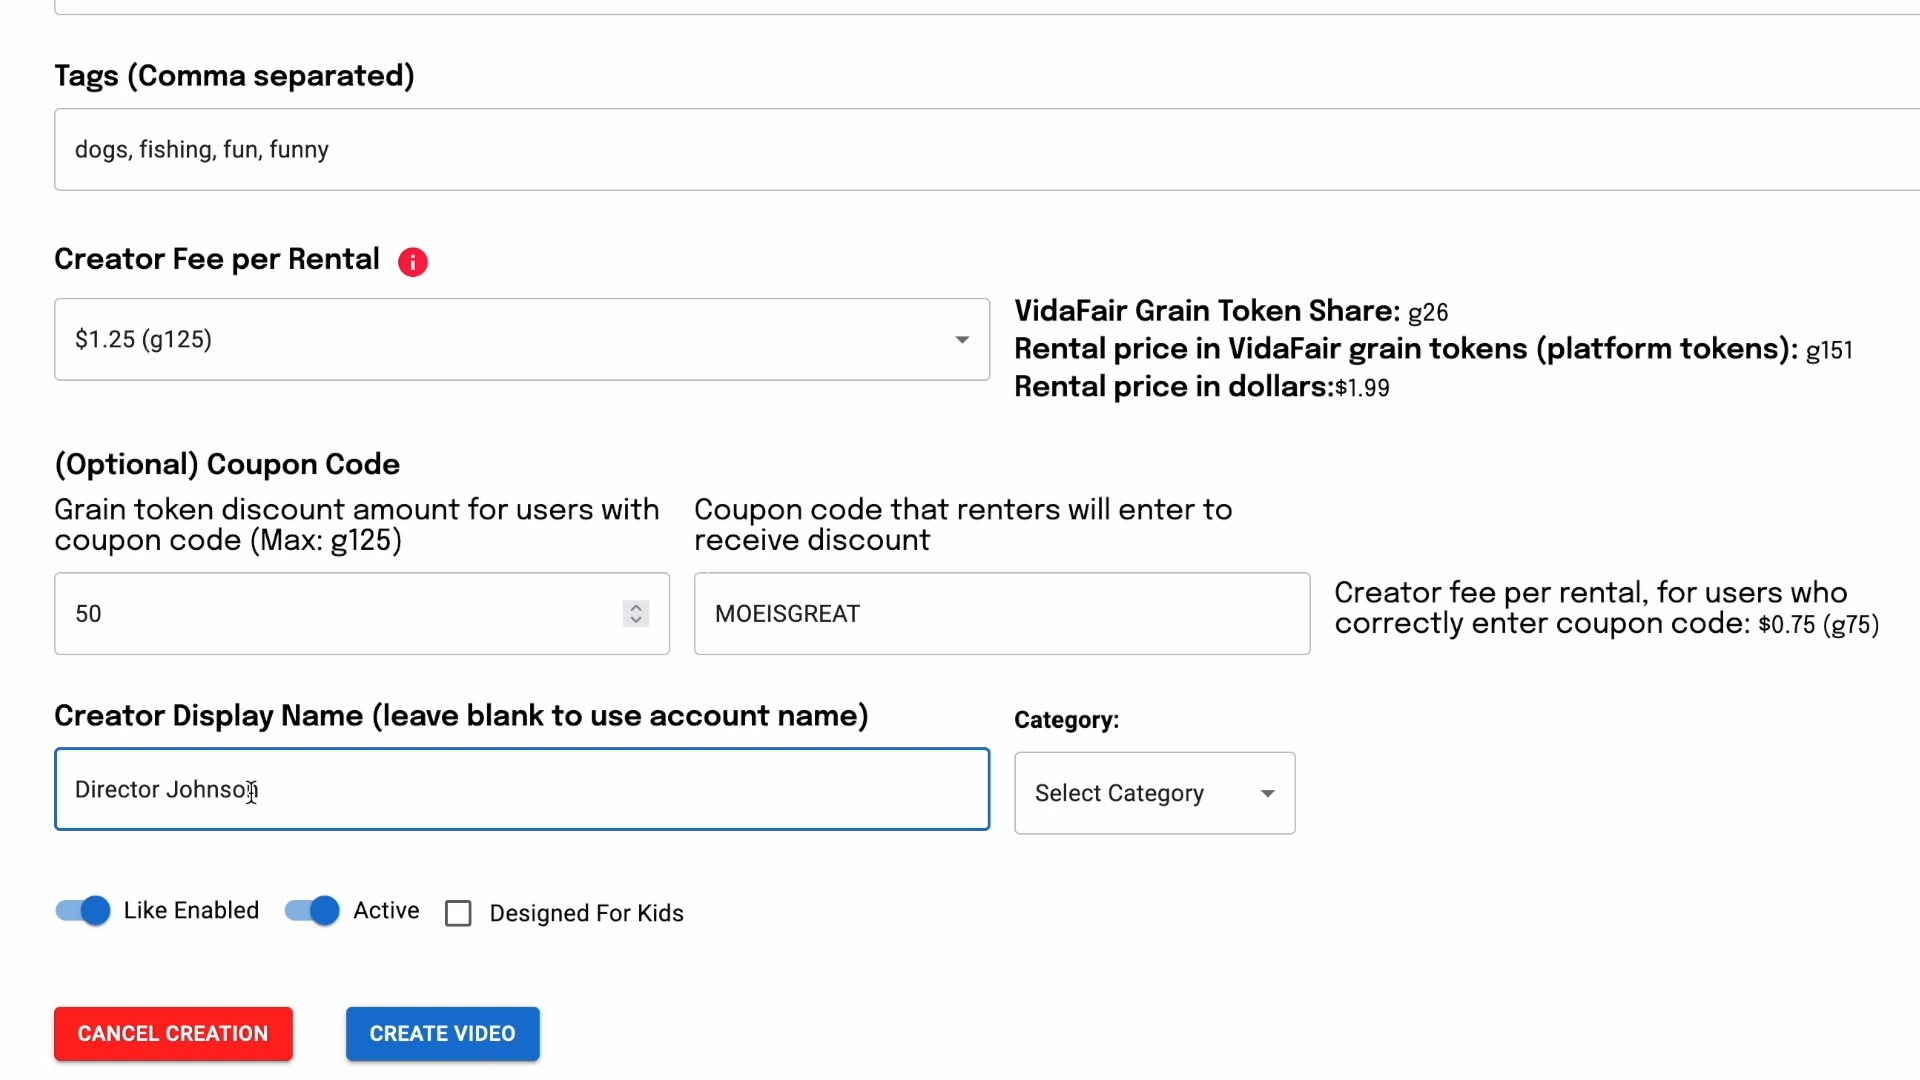 Tags (Comma separated)
dogs, fishing, fun, funny
Creator Fee per Rental
$1.25 (g125)
VidaFair Grain Token Share: g26
Rental price in VidaFair grain tokens (platform tokens): g151
Rental price in dollars:$1.99
(Optional) Coupon Code
Grain token discount amount for users with
coupon code (Max: g125)
Coupon code that renters will enter to
receive discount
50
MOEISGREAT
Creator fee per rental, for users who
correctly enter coupon code: $0.75 (g75)
Creator Display Name (leave blank to use account name)
Category:
Director Johnson
Select Category
Like Enabled
Active
Designed For Kids
CANCEL CREATION
CREATE VIDEO